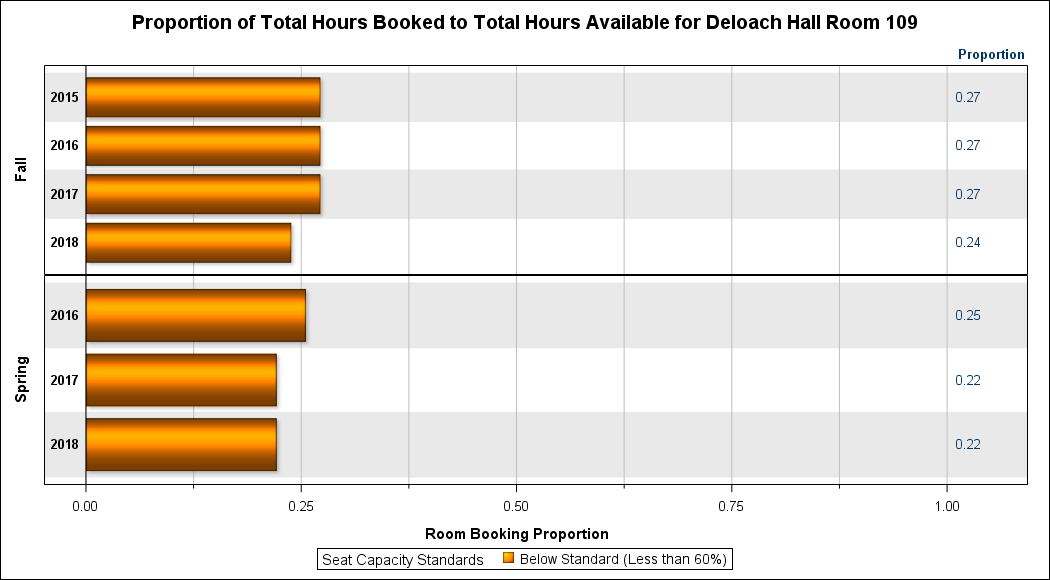 Proportion of Total Hours Booked to Total Hours Available for Deloach Hall Room 109
Proportion
Fall
2015 0.27
2016 0.27
2017 0.27
2018 0.24
Spring
2016 0.25
2017 0.22
2018 0.22
0.00 0.25 0.50 0.75 1.00
Room Booking Proportion
Seat Capacity Standards Below Standard (Less than 60%)